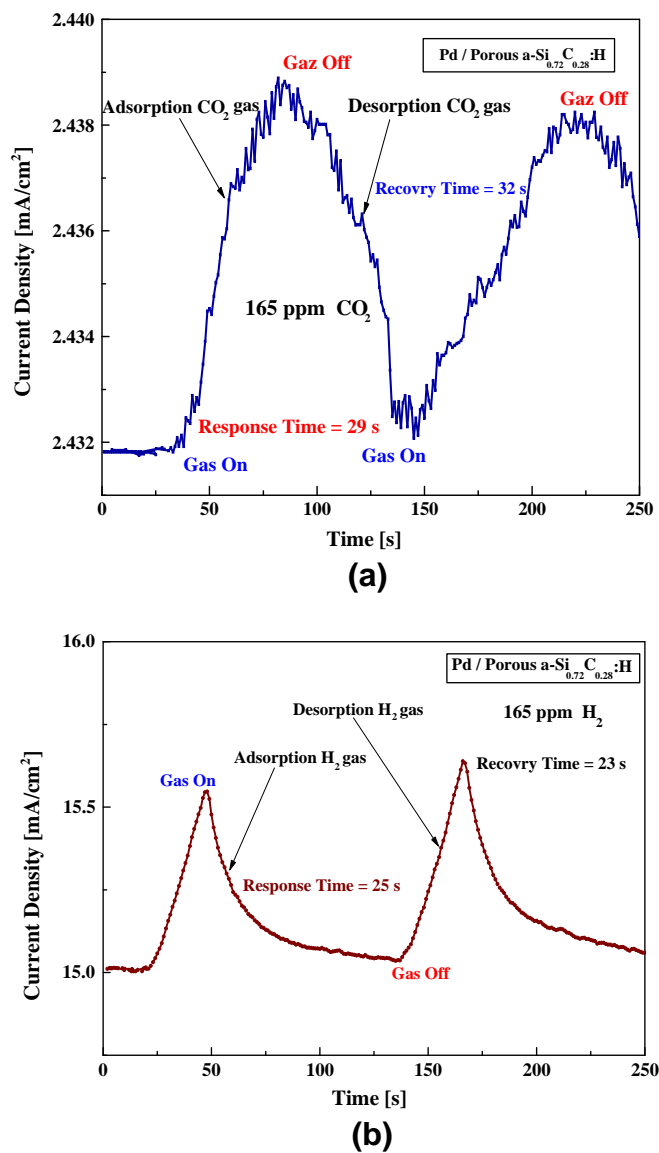 2.440
Pd / Porous a-Si0.72C0.28:H
Gaz Off
Adsorption CO2 gas
Desorption CO2 gas
Gaz Off
2.438
Recovry Time = 32 s
2.436
165 ppm CO2
2.434
Response Time = 29 s
2.432
Gas On
Gas On
Current Density [mA/cm2]
0
50
100
150
200
250
Time [s]
(a)
16.0
Pd / Porous a-Si0.72C0.28:H
Desorption H2 gas
165 ppm H2
Adsorption H2 gas
Recovry Time = 23 s
Gas On
15.5
Response Time = 25 s
15.0
Gas Off
Current Density [mA/cm2]
0
50
100
150
200
250
Time [s]
(b)